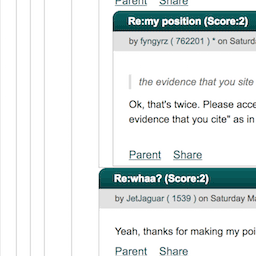 Parent Share
Re:my position (Score:2)
by fyngyrz ( 762201 ) * on Saturd
the evidence that you site
Ok, that's twice. Please acce
evidence that you cite" as in
Parent Share
Re:whaa? (Score:2)
by JetJaguar ( 1539 ) on Saturday Ma
Yeah, thanks for making my poi
Parent Share